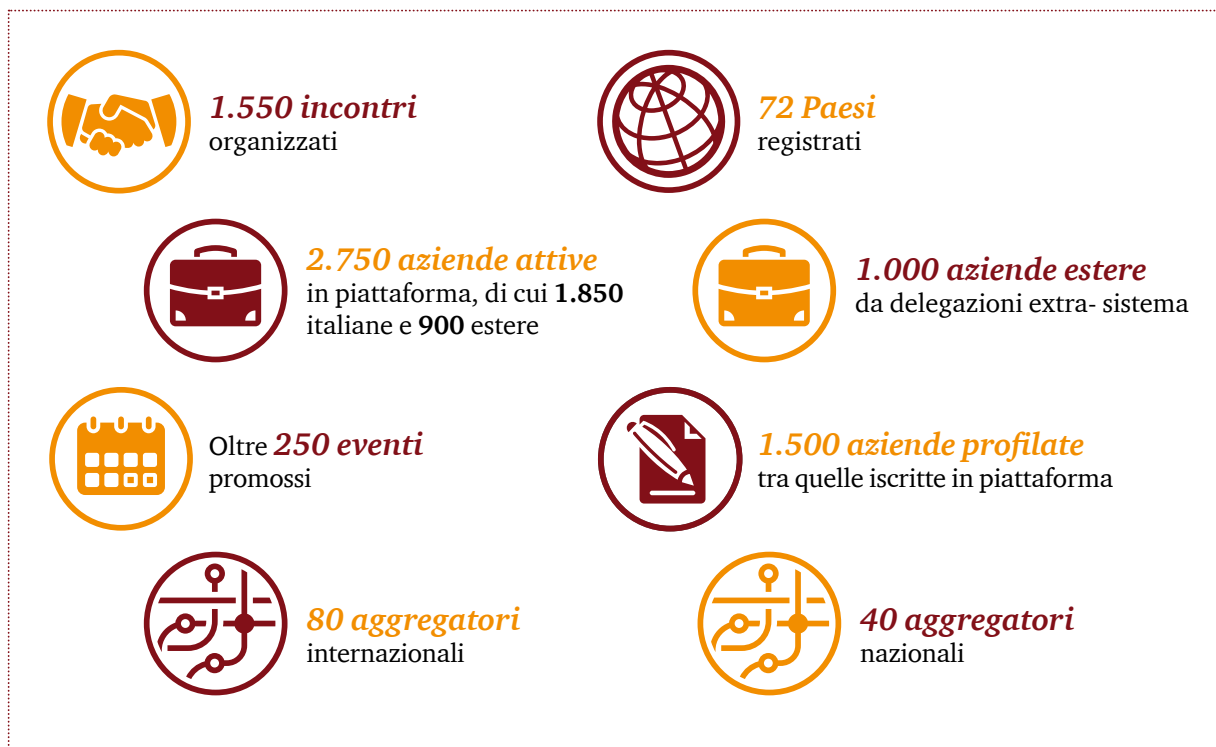 1.550 incontri
organizzati
72 Paesi
registrati
2.750 aziende attive
in piattaforma, di cui 1.850
italiane e 900 estere
1.000 aziende estere
da delegazioni extra- sistema
Oltre 250 eventi
promossi
1.500 aziende profilate
tra quelle iscritte in piattaforma
80 aggregatori
internazionali
40 aggregatori
nazionali